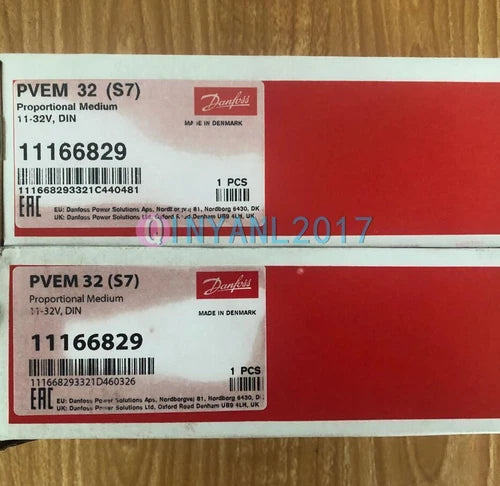 PVEM 32 (S7)
Danfoss
Proportional Medium
11-32V, DIN
MADE IN DENMARK
11166829
1 PCS
111668293321C440481
EAC
EU: Danfoss Power Solutions Aps, Nordborgvej 81, Nordborg 6430, DK
UK: Danfoss Power Solutions Ltd, Oxford Road Denham UB9 4LH, UK
QINYANL2017
PVEM 32 (S7)
Danfoss
Proportional Medium
11-32V, DIN
MADE IN DENMARK
11166829
1 PCS
111668293321D460326
EAC
EU: Danfoss Power Solutions Aps, Nordborgvej 81, Nordborg 6430, DK
UK: Danfoss Power Solutions Ltd, Oxford Road Denham UB9 4LH, UK